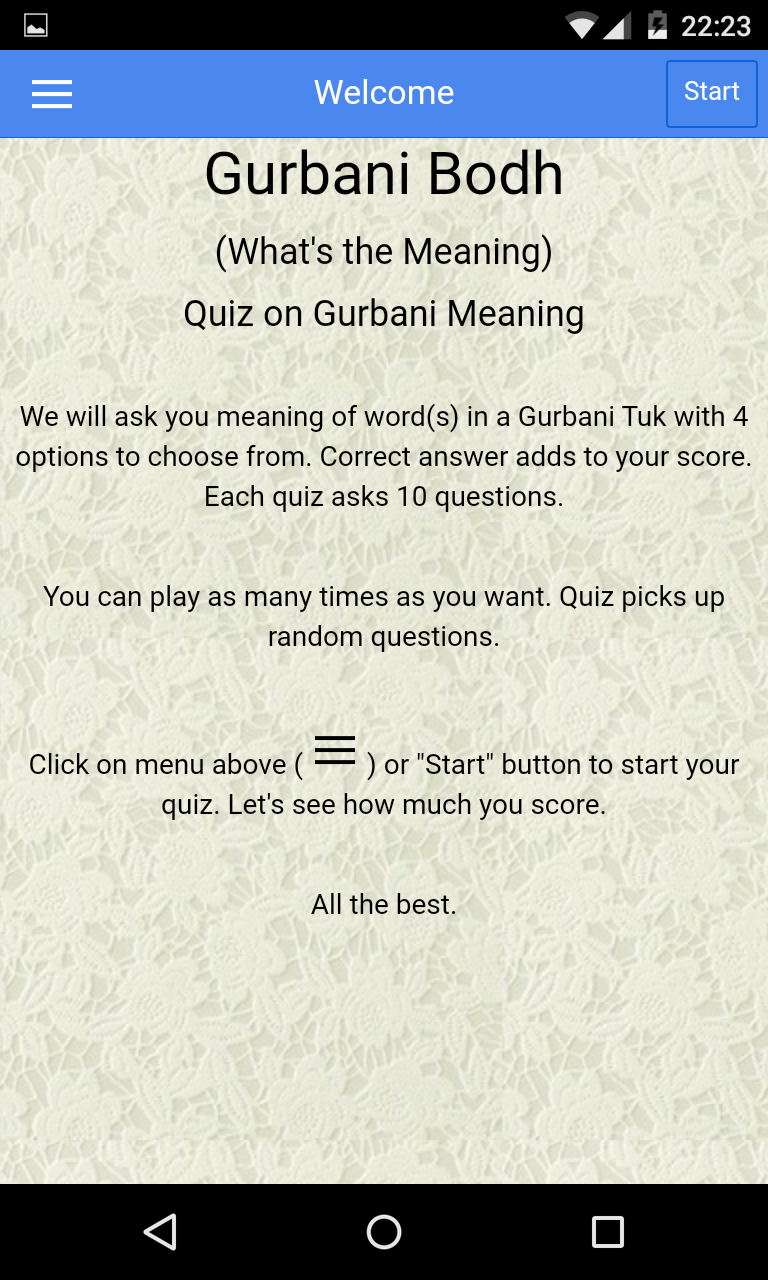 22:23
Welcome
Start
Gurbani Bodh
(What's the Meaning)
Quiz on Gurbani Meaning
We will ask you meaning of word(s) in a Gurbani Tuk with 4
options to choose from. Correct answer adds to your score.
Each quiz asks 10 questions.
You can play as many times as you want. Quiz picks up
random questions.
Click on menu above ( ) or "Start" button to start your
quiz. Let's see how much you score.
All the best.